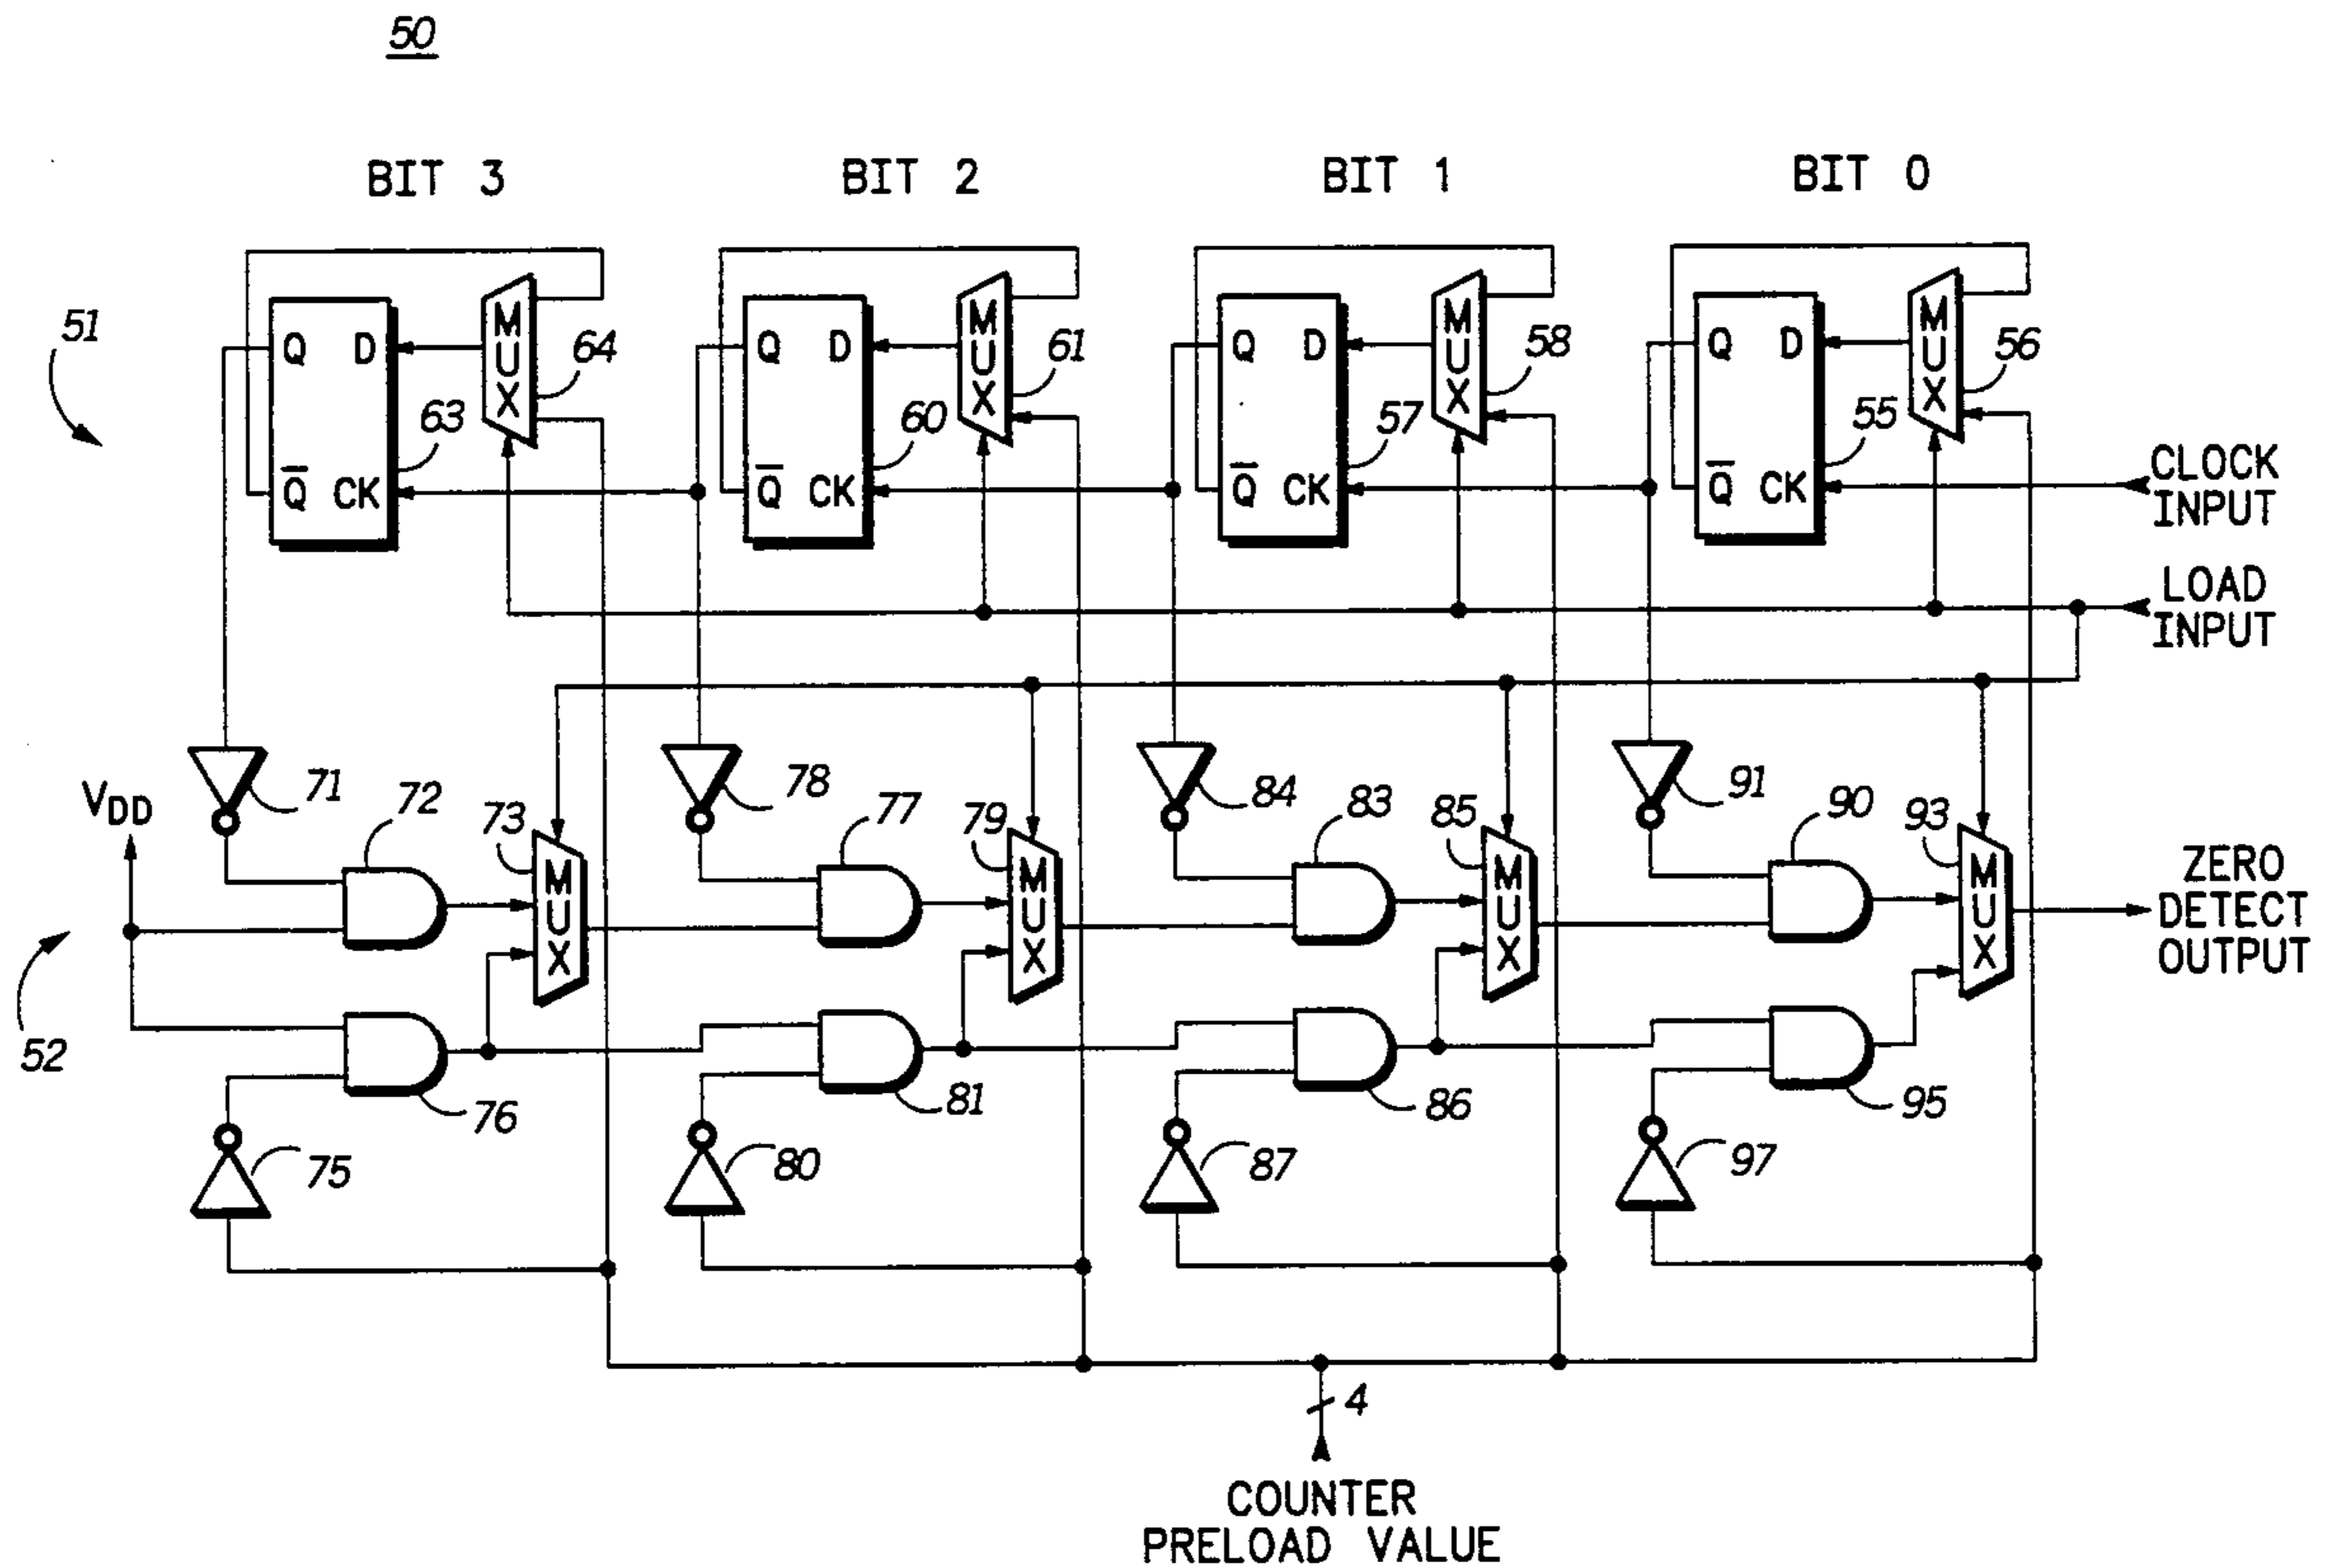 50
BIT 3 BIT 2 BIT 1 BIT 0
51
Q D MUX 64 Q D MUX 61 Q D MUX 58 Q D MUX 56
63 60 57 55
Q̅ CK Q̅ CK Q̅ CK Q̅ CK
CLOCK
INPUT
LOAD
INPUT
71 78 84 91
VDD
72 73 MUX 77 79 MUX 83 85 MUX 90 93 MUX
ZERO
DETECT
OUTPUT
52
76 81 86 95
75 80 87 97
4
COUNTER
PRELOAD VALUE